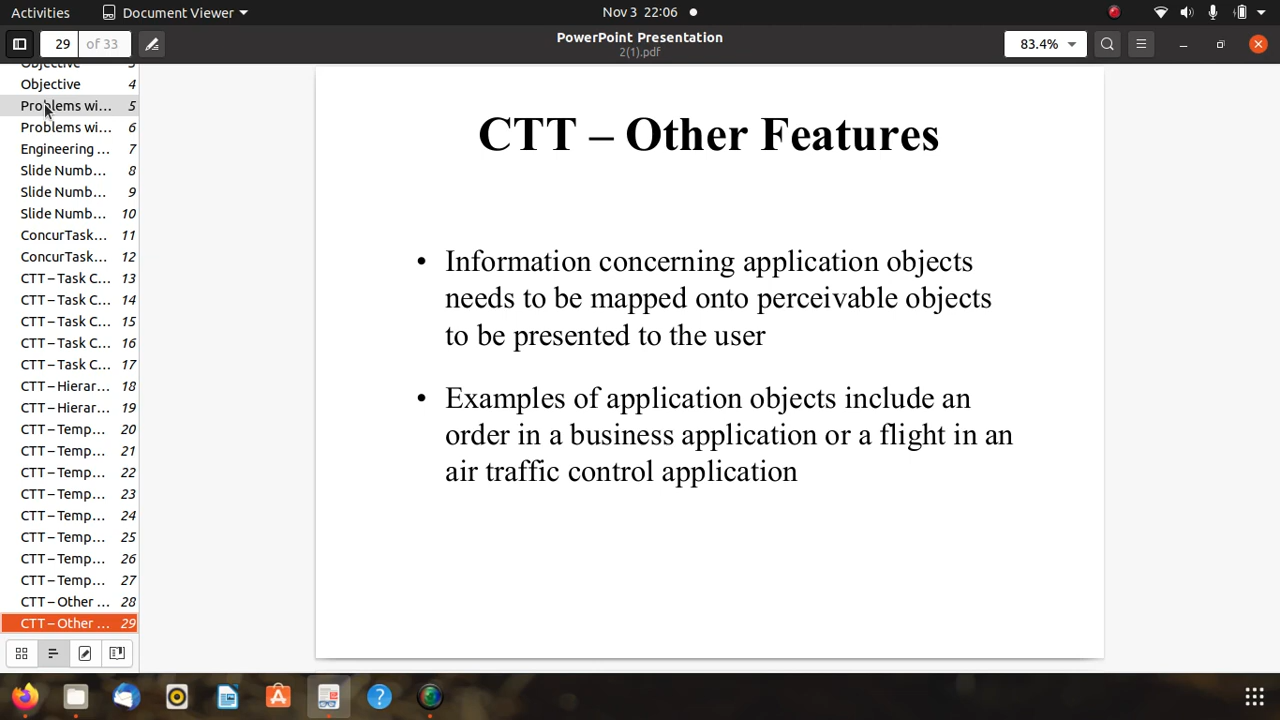 Activities
Document Viewer
Nov 3 22:06
29 of 33
PowerPoint Presentation
2(1).pdf
83.4%
Objective 3
Objective 4
Problems wi... 5
Problems wi... 6
Engineering ... 7
Slide Numb... 8
Slide Numb... 9
Slide Numb... 10
ConcurTask... 11
ConcurTask... 12
CTT – Task C... 13
CTT – Task C... 14
CTT – Task C... 15
CTT – Task C... 16
CTT – Task C... 17
CTT – Hierar... 18
CTT – Hierar... 19
CTT – Temp... 20
CTT – Temp... 21
CTT – Temp... 22
CTT – Temp... 23
CTT – Temp... 24
CTT – Temp... 25
CTT – Temp... 26
CTT – Temp... 27
CTT – Other ... 28
CTT – Other ... 29
CTT – Other Features
• Information concerning application objects
needs to be mapped onto perceivable objects
to be presented to the user
• Examples of application objects include an
order in a business application or a flight in an
air traffic control application